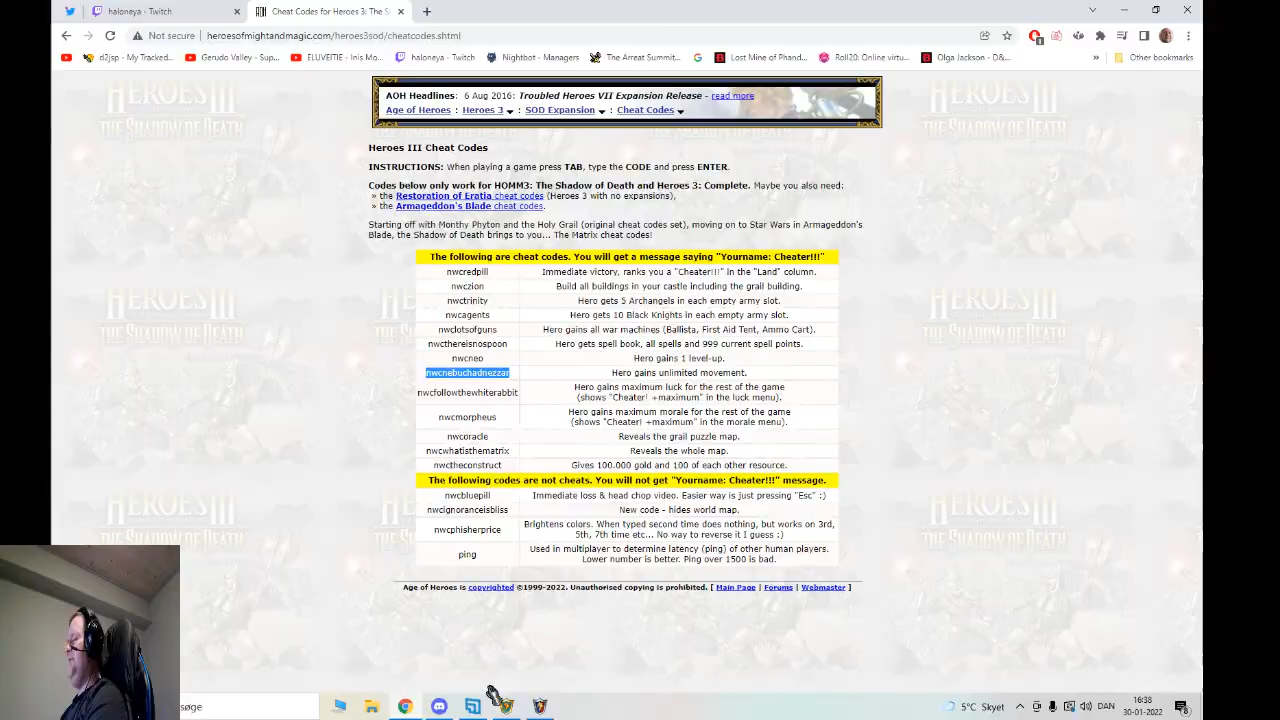 haloneya - Twitch
Cheat Codes for Heroes 3: The S
Not secure
heroesofmightandmagic.com/heroes3sod/cheatcodes.shtml
d2jsp - My Tracked...
Gerudo Valley - Sup...
ELUVEITIE - Inis Mo...
haloneya - Twitch
Nightbot - Managers
The Arreat Summit...
Lost Mine of Phand...
Roll20: Online virtu...
Olga Jackson - D&...
Other bookmarks
AOH Headlines: 6 Aug 2016: Troubled Heroes VII Expansion Release - read more
Age of Heroes : Heroes 3 : SOD Expansion : Cheat Codes
Heroes III Cheat Codes
INSTRUCTIONS: When playing a game press TAB, type the CODE and press ENTER.
Codes below only work for HOMM3: The Shadow of Death and Heroes 3: Complete. Maybe you also need:
» the Restoration of Eratia cheat codes (Heroes 3 with no expansions),
» the Armageddon's Blade cheat codes.
Starting off with Monthy Phyton and the Holy Grail (original cheat codes set), moving on to Star Wars in Armageddon's
Blade, the Shadow of Death brings to you... The Matrix cheat codes!
The following are cheat codes. You will get a message saying "Yourname: Cheater!!!"
nwcredpill Immediate victory, ranks you a "Cheater!!!" in the "Land" column.
nwczion Build all buildings in your castle including the grail building.
nwctrinity Hero gets 5 Archangels in each empty army slot.
nwcagents Hero gets 10 Black Knights in each empty army slot.
nwclotsofguns Hero gains all war machines (Ballista, First Aid Tent, Ammo Cart).
nwcthereisnospoon Hero gets spell book, all spells and 999 current spell points.
nwcneo Hero gains 1 level-up.
nwcnebuchadnezzar Hero gains unlimited movement.
nwcfollowthewhiterabbit Hero gains maximum luck for the rest of the game
(shows "Cheater! +maximum" in the luck menu).
nwcmorpheus Hero gains maximum morale for the rest of the game
(shows "Cheater! +maximum" in the morale menu).
nwcoracle Reveals the grail puzzle map.
nwcwhatisthematrix Reveals the whole map.
nwctheconstruct Gives 100.000 gold and 100 of each other resource.
The following codes are not cheats. You will not get "Yourname: Cheater!!!" message.
nwcbluepill Immediate loss & head chop video. Easier way is just pressing "Esc" :)
nwcignoranceisbliss New code - hides world map.
nwcphisherprice Brightens colors. When typed second time does nothing, but works on 3rd,
5th, 7th time etc... No way to reverse it I guess :)
ping Used in multiplayer to determine latency (ping) of other human players.
Lower number is better. Ping over 1500 is bad.
Age of Heroes is copyrighted ©1999-2022. Unauthorised copying is prohibited. [ Main Page | Forums | Webmaster ]
HEROES III
THE SHADOW OF DEATH
søge
5°C Skyet
DAN
16:38
30-01-2022